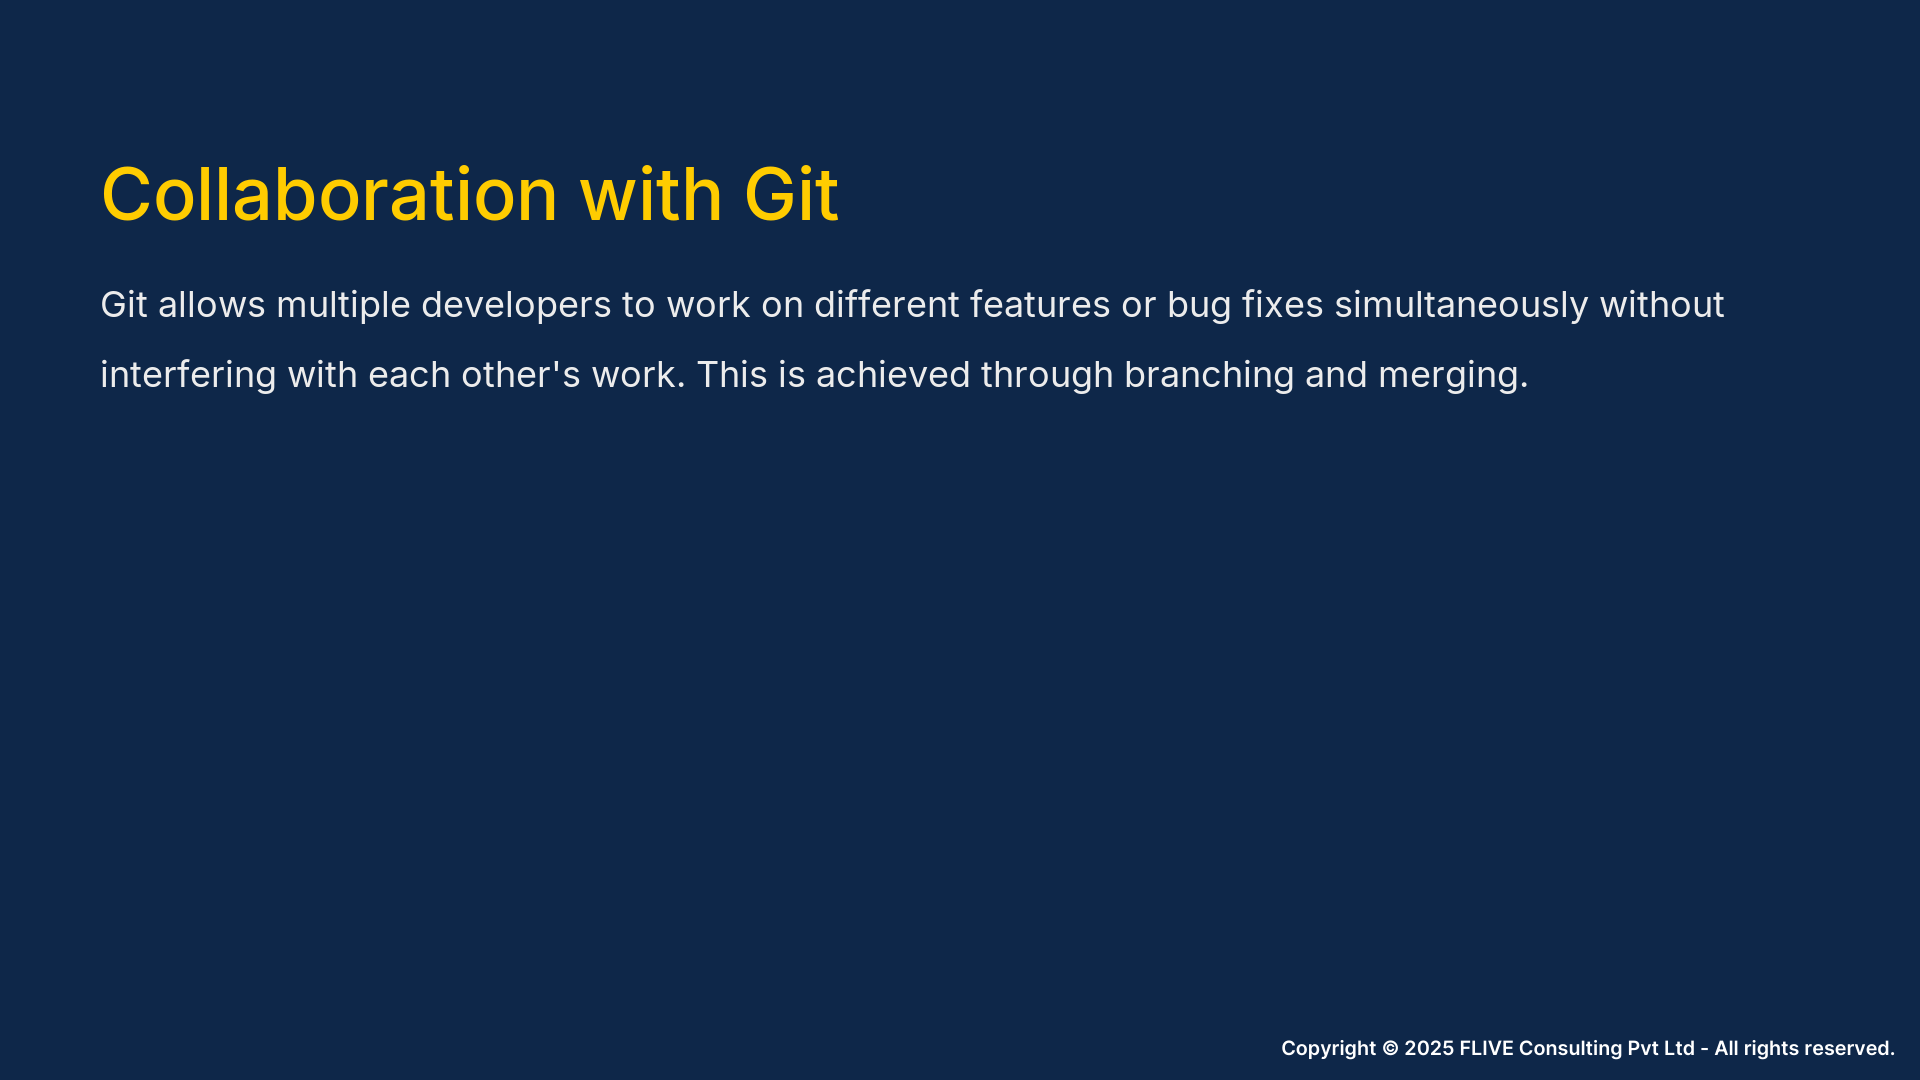 Collaboration with Git
Git allows multiple developers to work on different features or bug fixes simultaneously without
interfering with each other's work. This is achieved through branching and merging.
Copyright © 2025 FLIVE Consulting Pvt Ltd - All rights reserved.